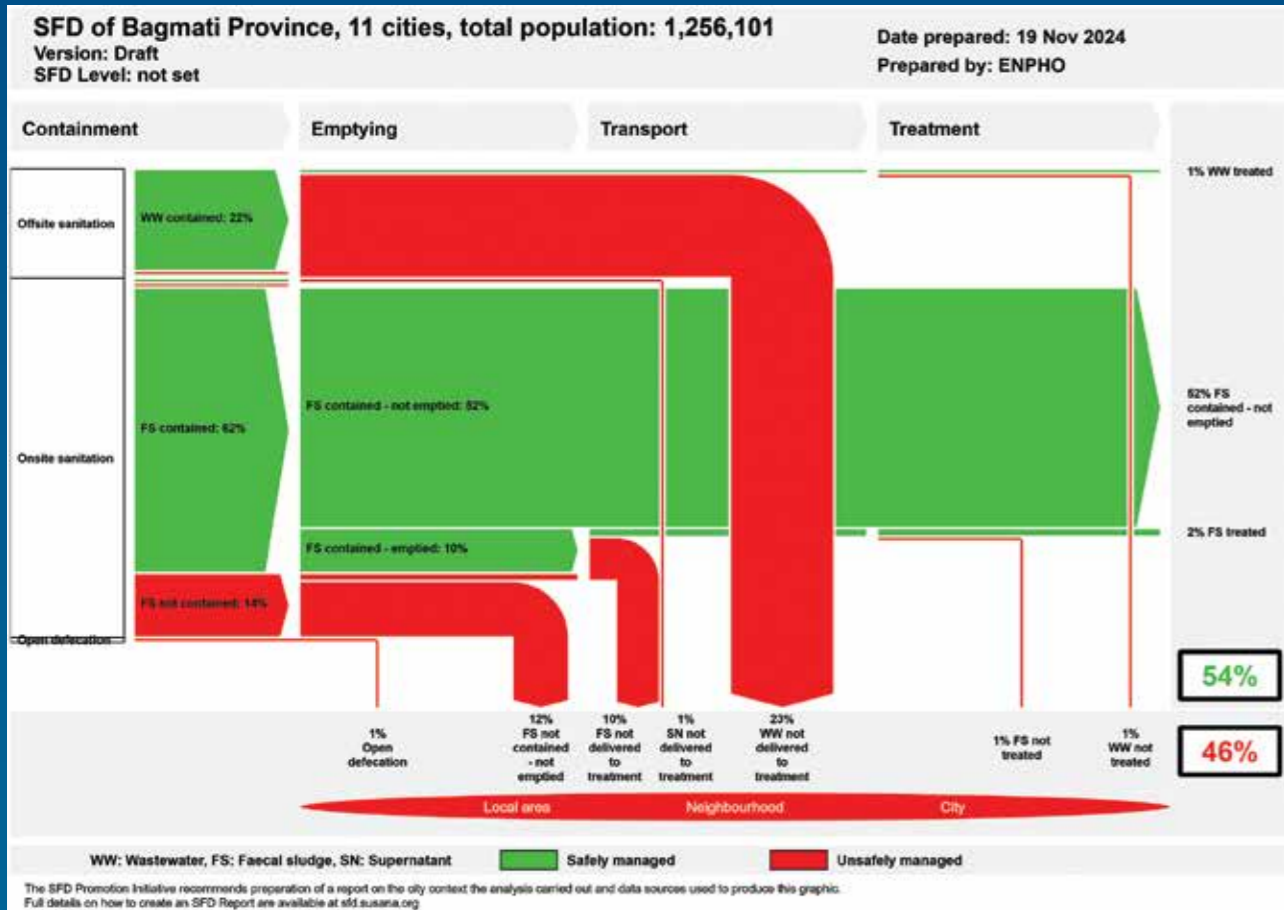 SFD of Bagmati Province, 11 cities, total population: 1,256,101
Version: Draft
SFD Level: not set
Date prepared: 19 Nov 2024
Prepared by: ENPHO
Containment
Emptying
Transport
Treatment
Offsite sanitation
WW contained: 22%
1% WW treated
Onsite sanitation
FS contained: 62%
FS contained - not emptied: 52%
52% FS
contained - not
emptied
FS contained - emptied: 10%
2% FS treated
FS not contained: 14%
Open defecation
54%
46%
1%
Open
defecation
12%
FS not
contained
- not
emptied
10%
FS not
delivered
to
treatment
1%
SN not
delivered
to
treatment
23%
WW not
delivered
to
treatment
1% FS not
treated
1%
WW not
treated
Local area
Neighbourhood
City
WW: Wastewater, FS: Faecal sludge, SN: Supernatant
Safely managed
Unsafely managed
The SFD Promotion Initiative recommends preparation of a report on the city context the analysis carried out and data sources used to produce this graphic.
Full details on how to create an SFD Report are available at sfd.susana.org